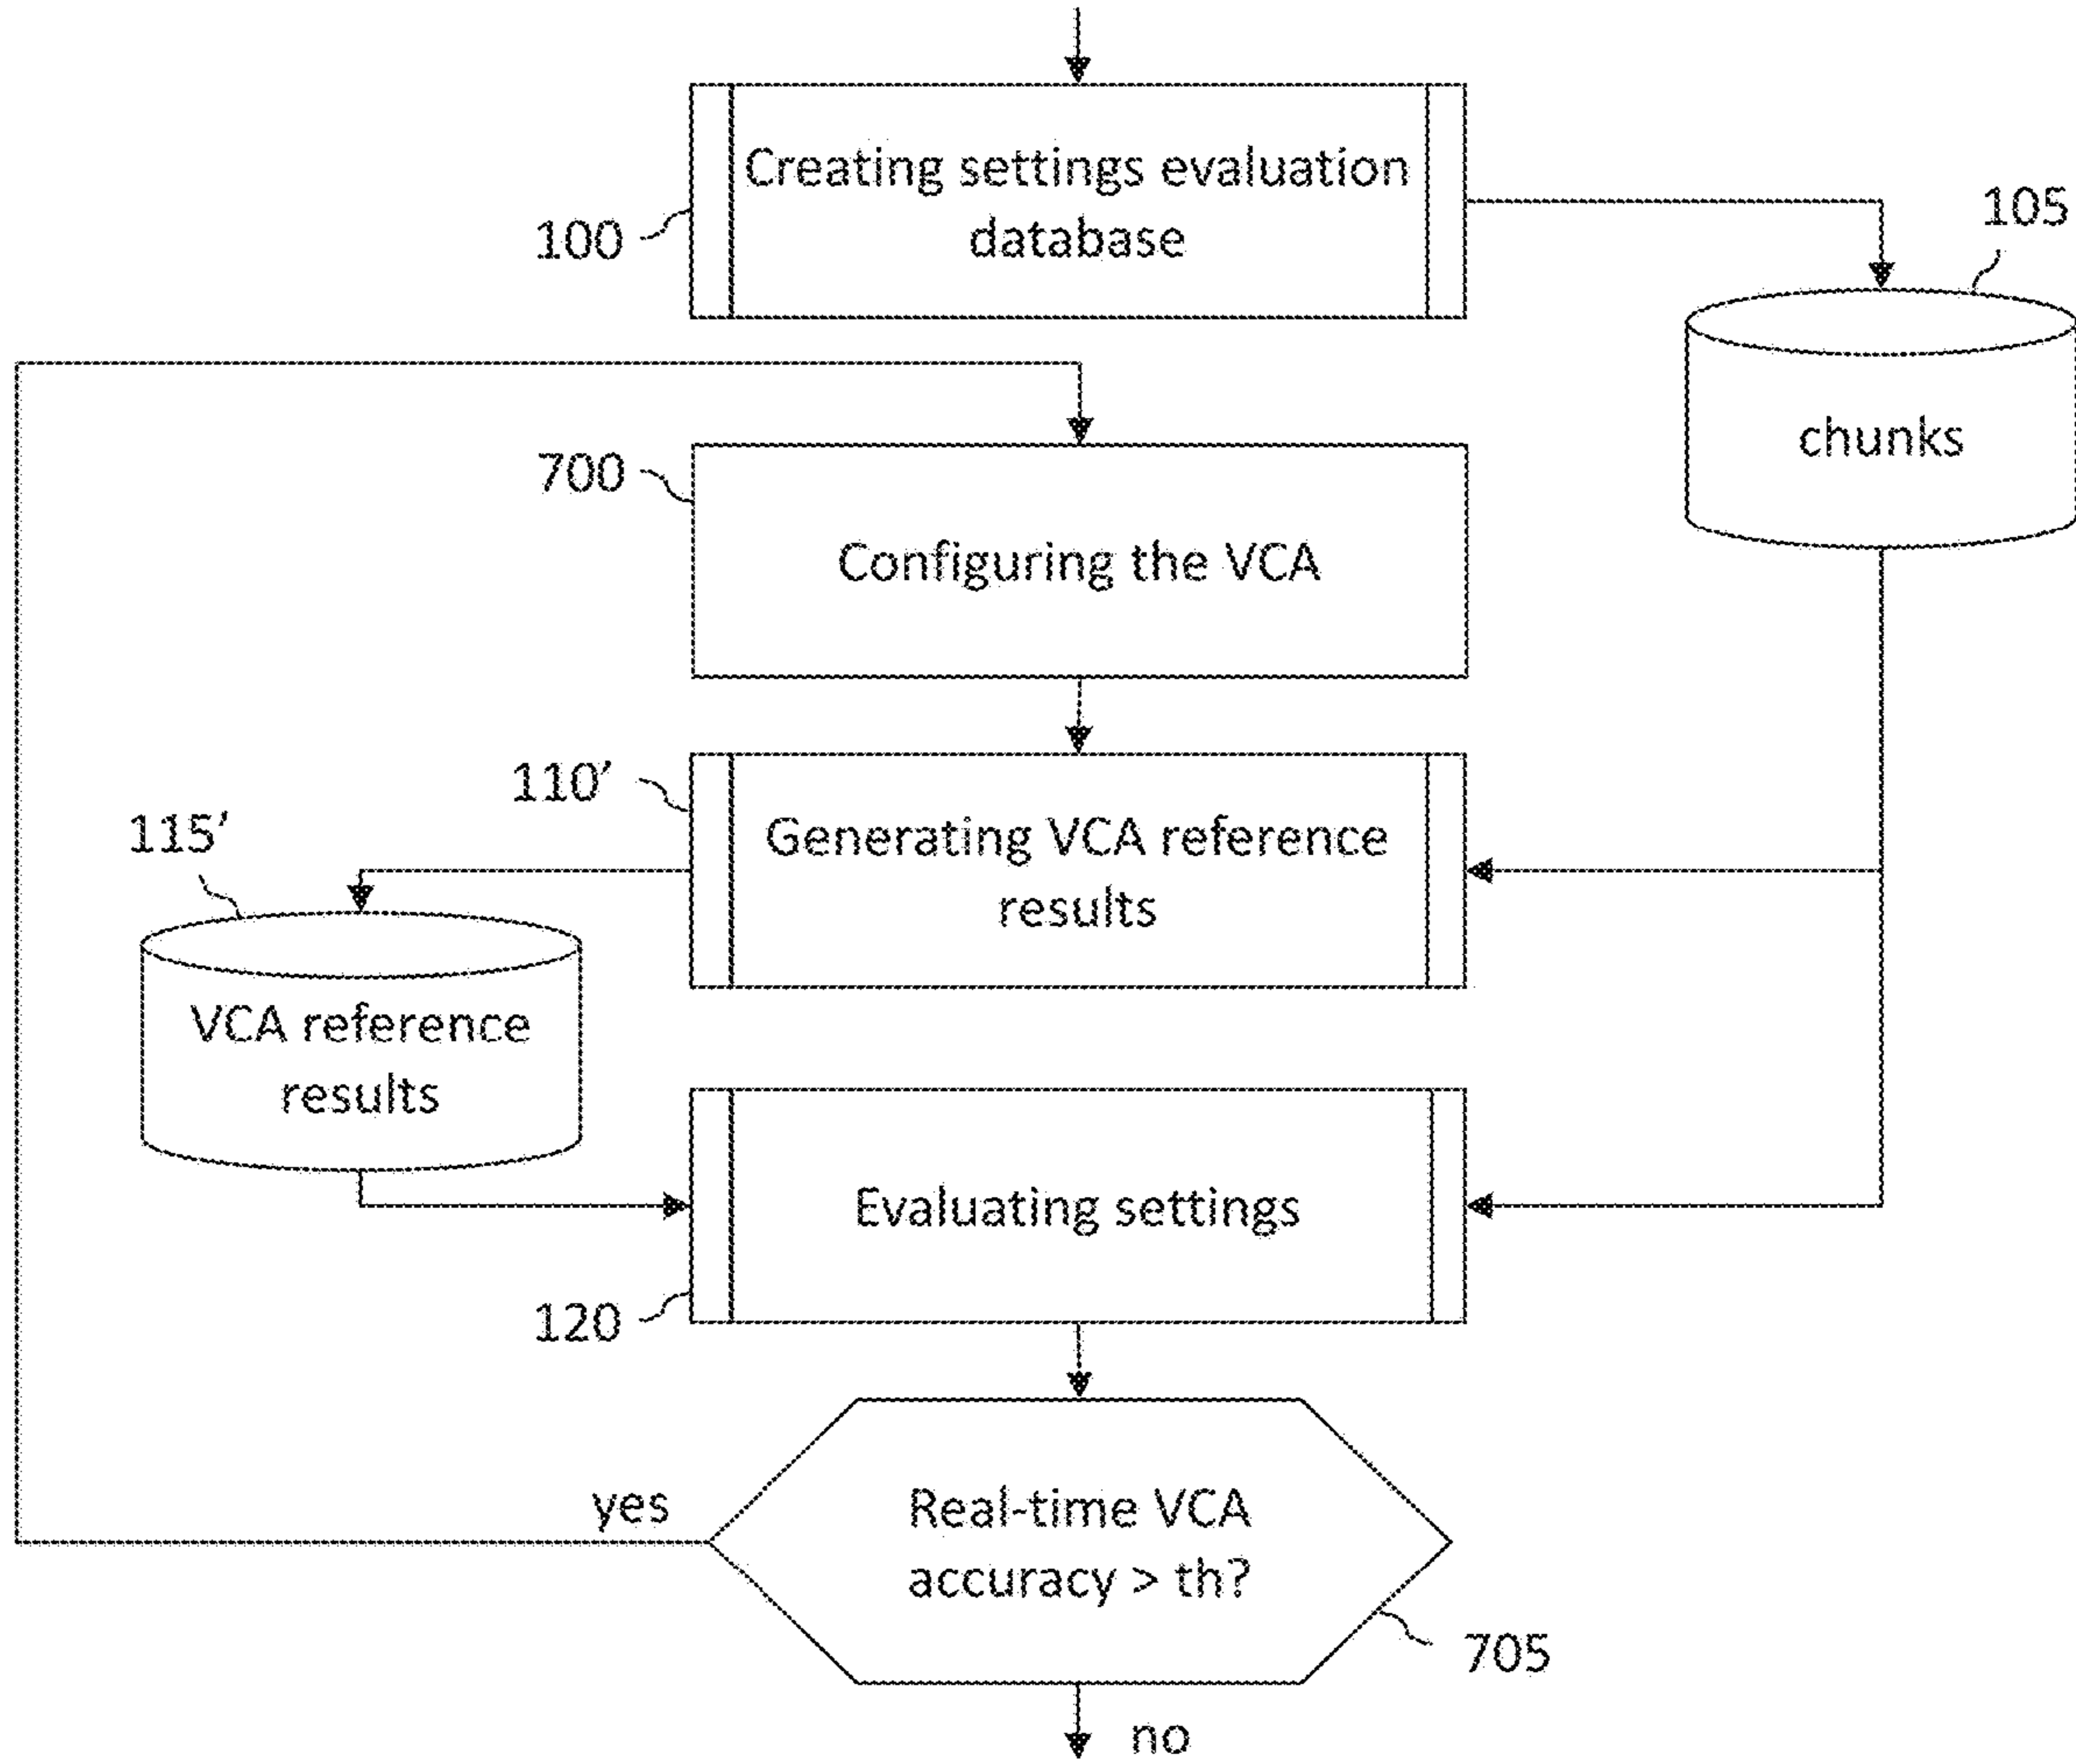 Creating settings evaluation
database
100
105
chunks
700
Configuring the VCA
110’
Generating VCA reference
results
115’
VCA reference
results
Evaluating settings
120
yes
Real-time VCA
accuracy > th?
705
no